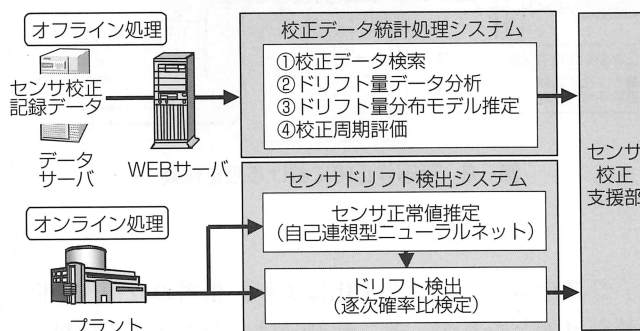 オフライン処理
センサ校正
記録データ
データ
サーバ
WEBサーバ
校正データ統計処理システム
①校正データ検索
②ドリフト量データ分析
③ドリフト量分布モデル推定
④校正周期評価
センサ
校正
支援部
オンライン処理
プラント
センサドリフト検出システム
センサ正常値推定
（自己連想型ニューラルネット）
ドリフト検出
（逐次確率比検定）